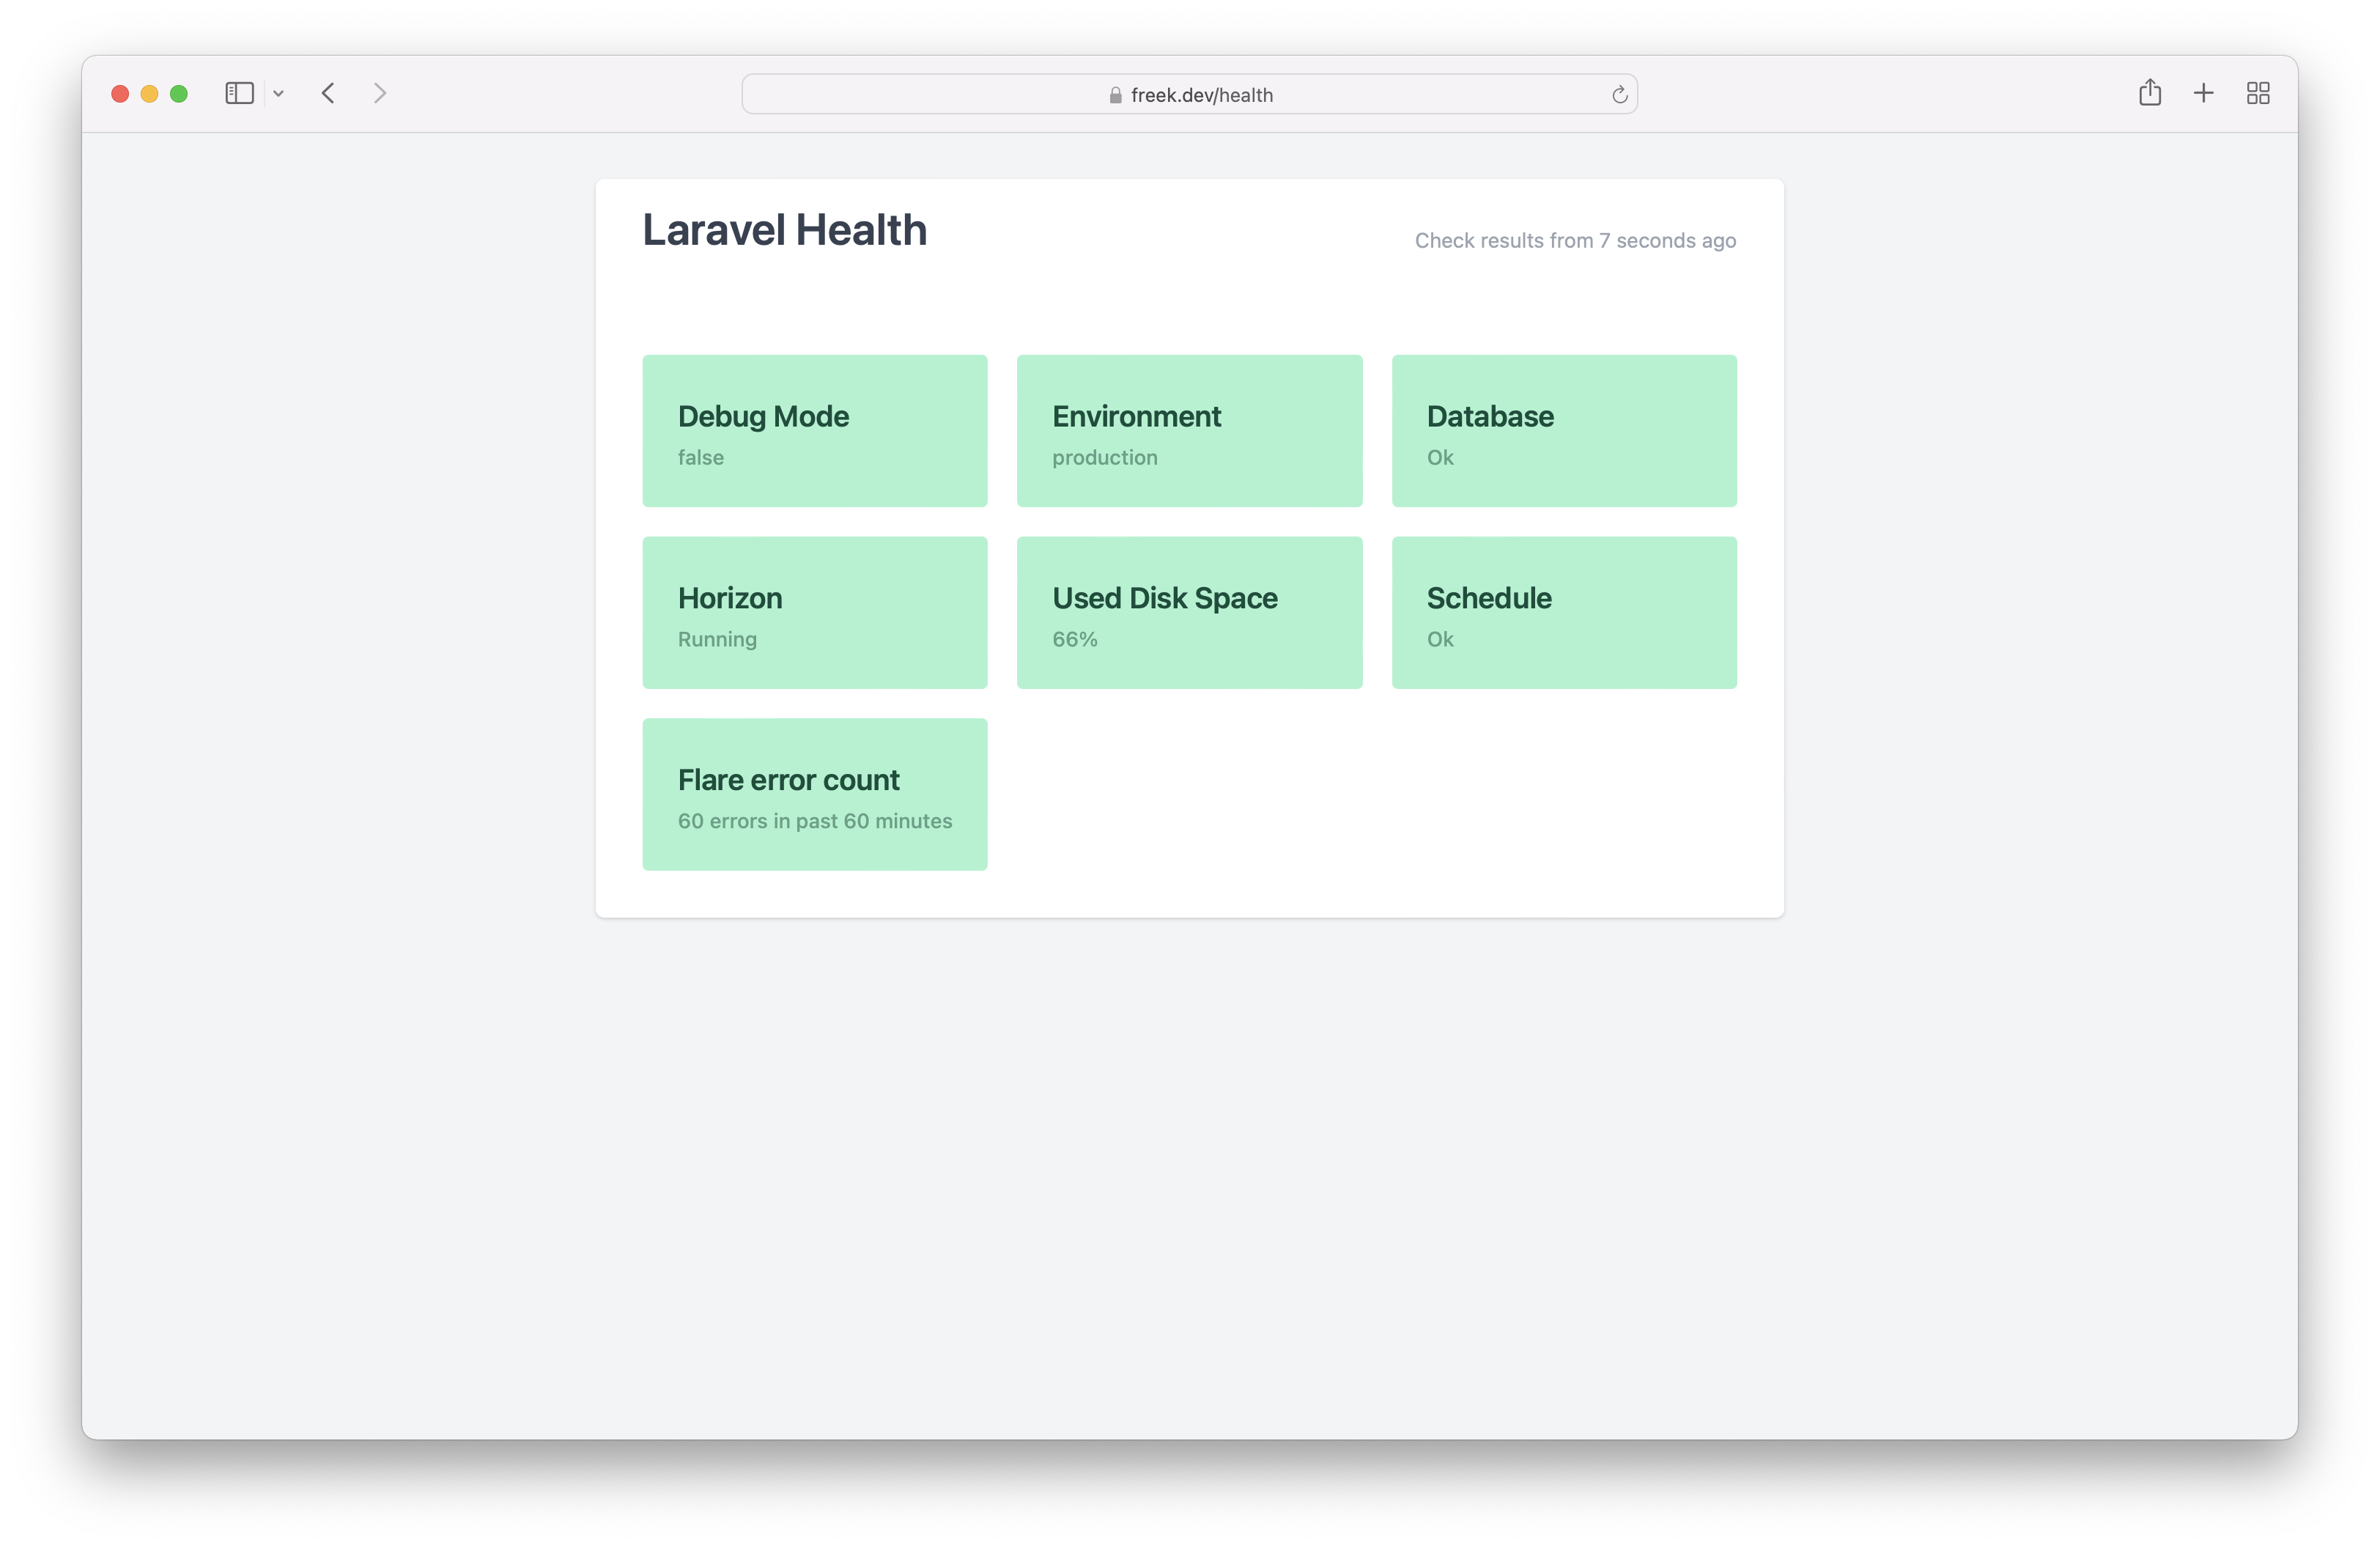 freek.dev/health
Laravel Health
Check results from 7 seconds ago
Debug Mode
false
Environment
production
Database
Ok
Horizon
Running
Used Disk Space
66%
Schedule
Ok
Flare error count
60 errors in past 60 minutes